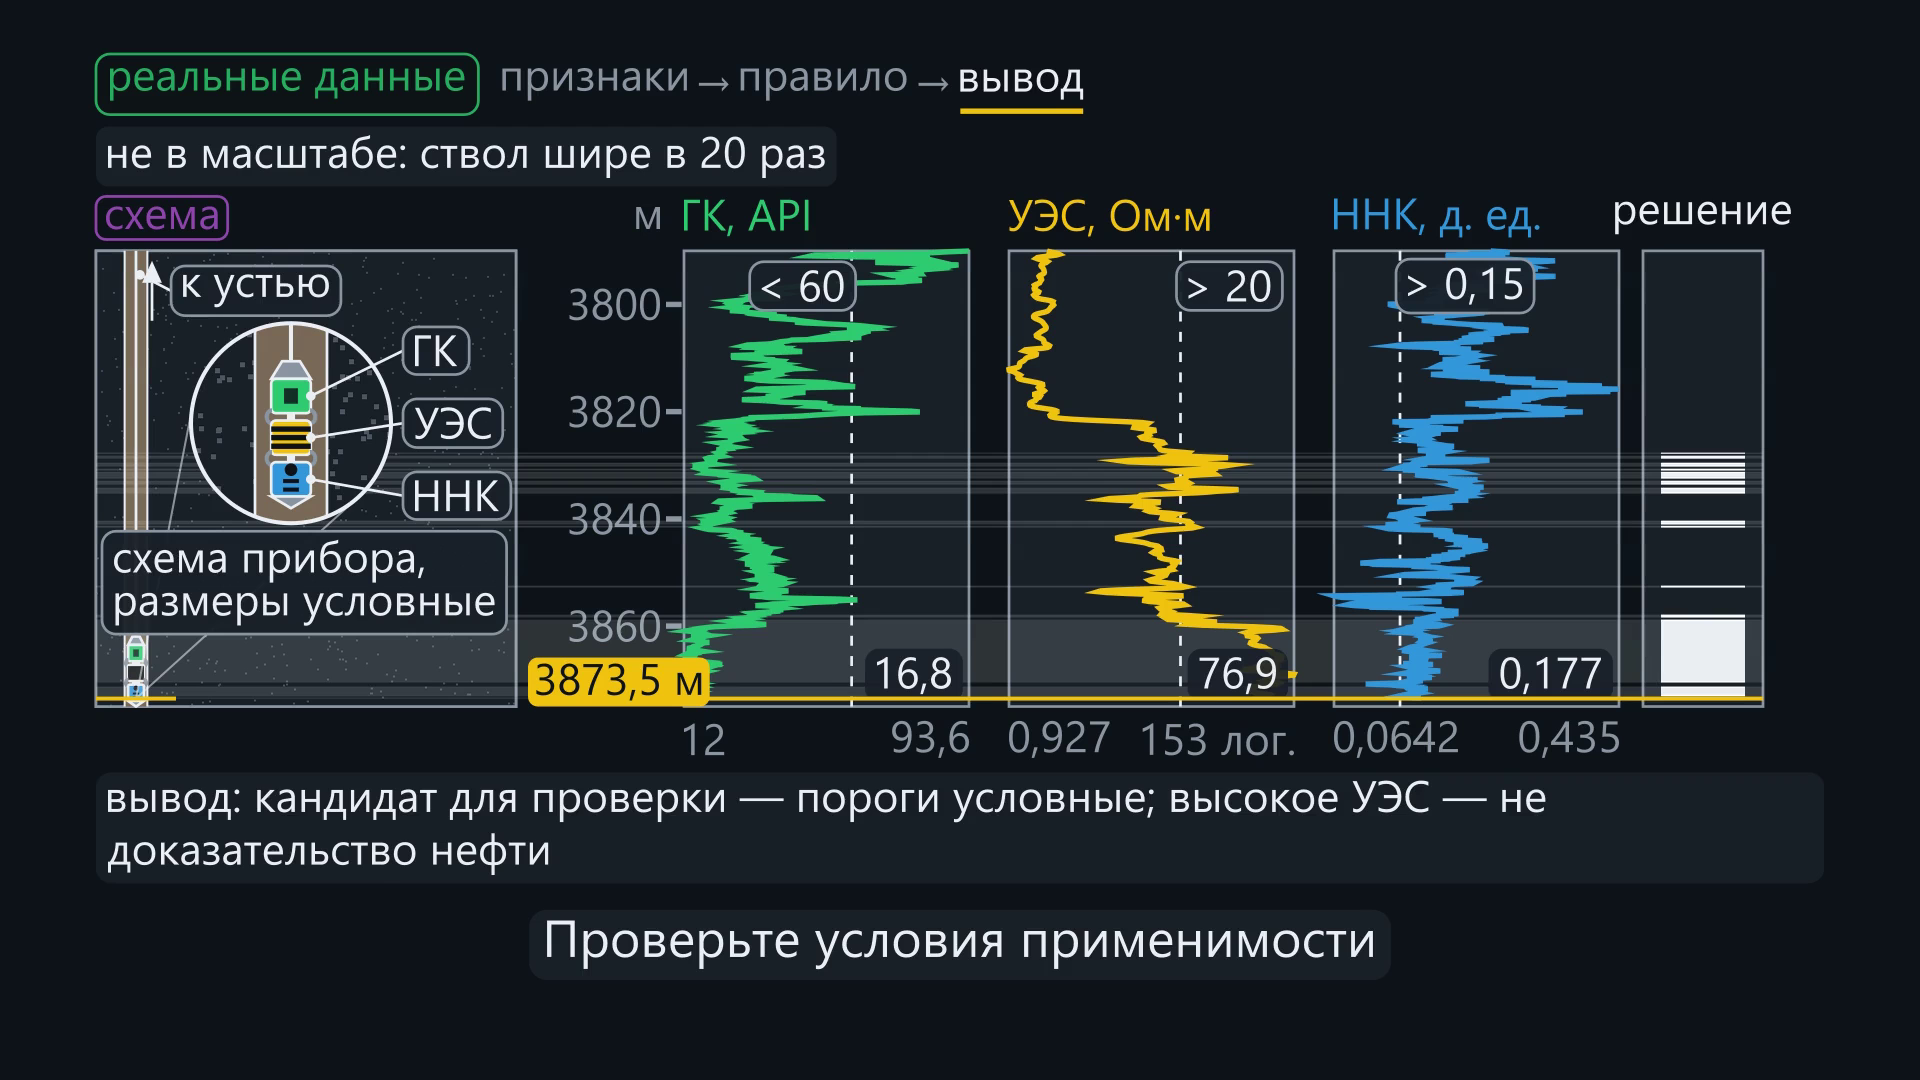 реальные данные признаки → правило → вывод
не в масштабе: ствол шире в 20 раз
схема м ГК, API УЭС, Ом·м ННК, д. ед. решение
к устью < 60 > 20 > 0,15
3800
ГК
3820
УЭС
ННК
3840
схема прибора,
размеры условные
3860
3873,5 м 16,8 76,9 0,177
12 93,6 0,927 153 лог. 0,0642 0,435
вывод: кандидат для проверки — пороги условные; высокое УЭС — не
доказательство нефти
Проверьте условия применимости